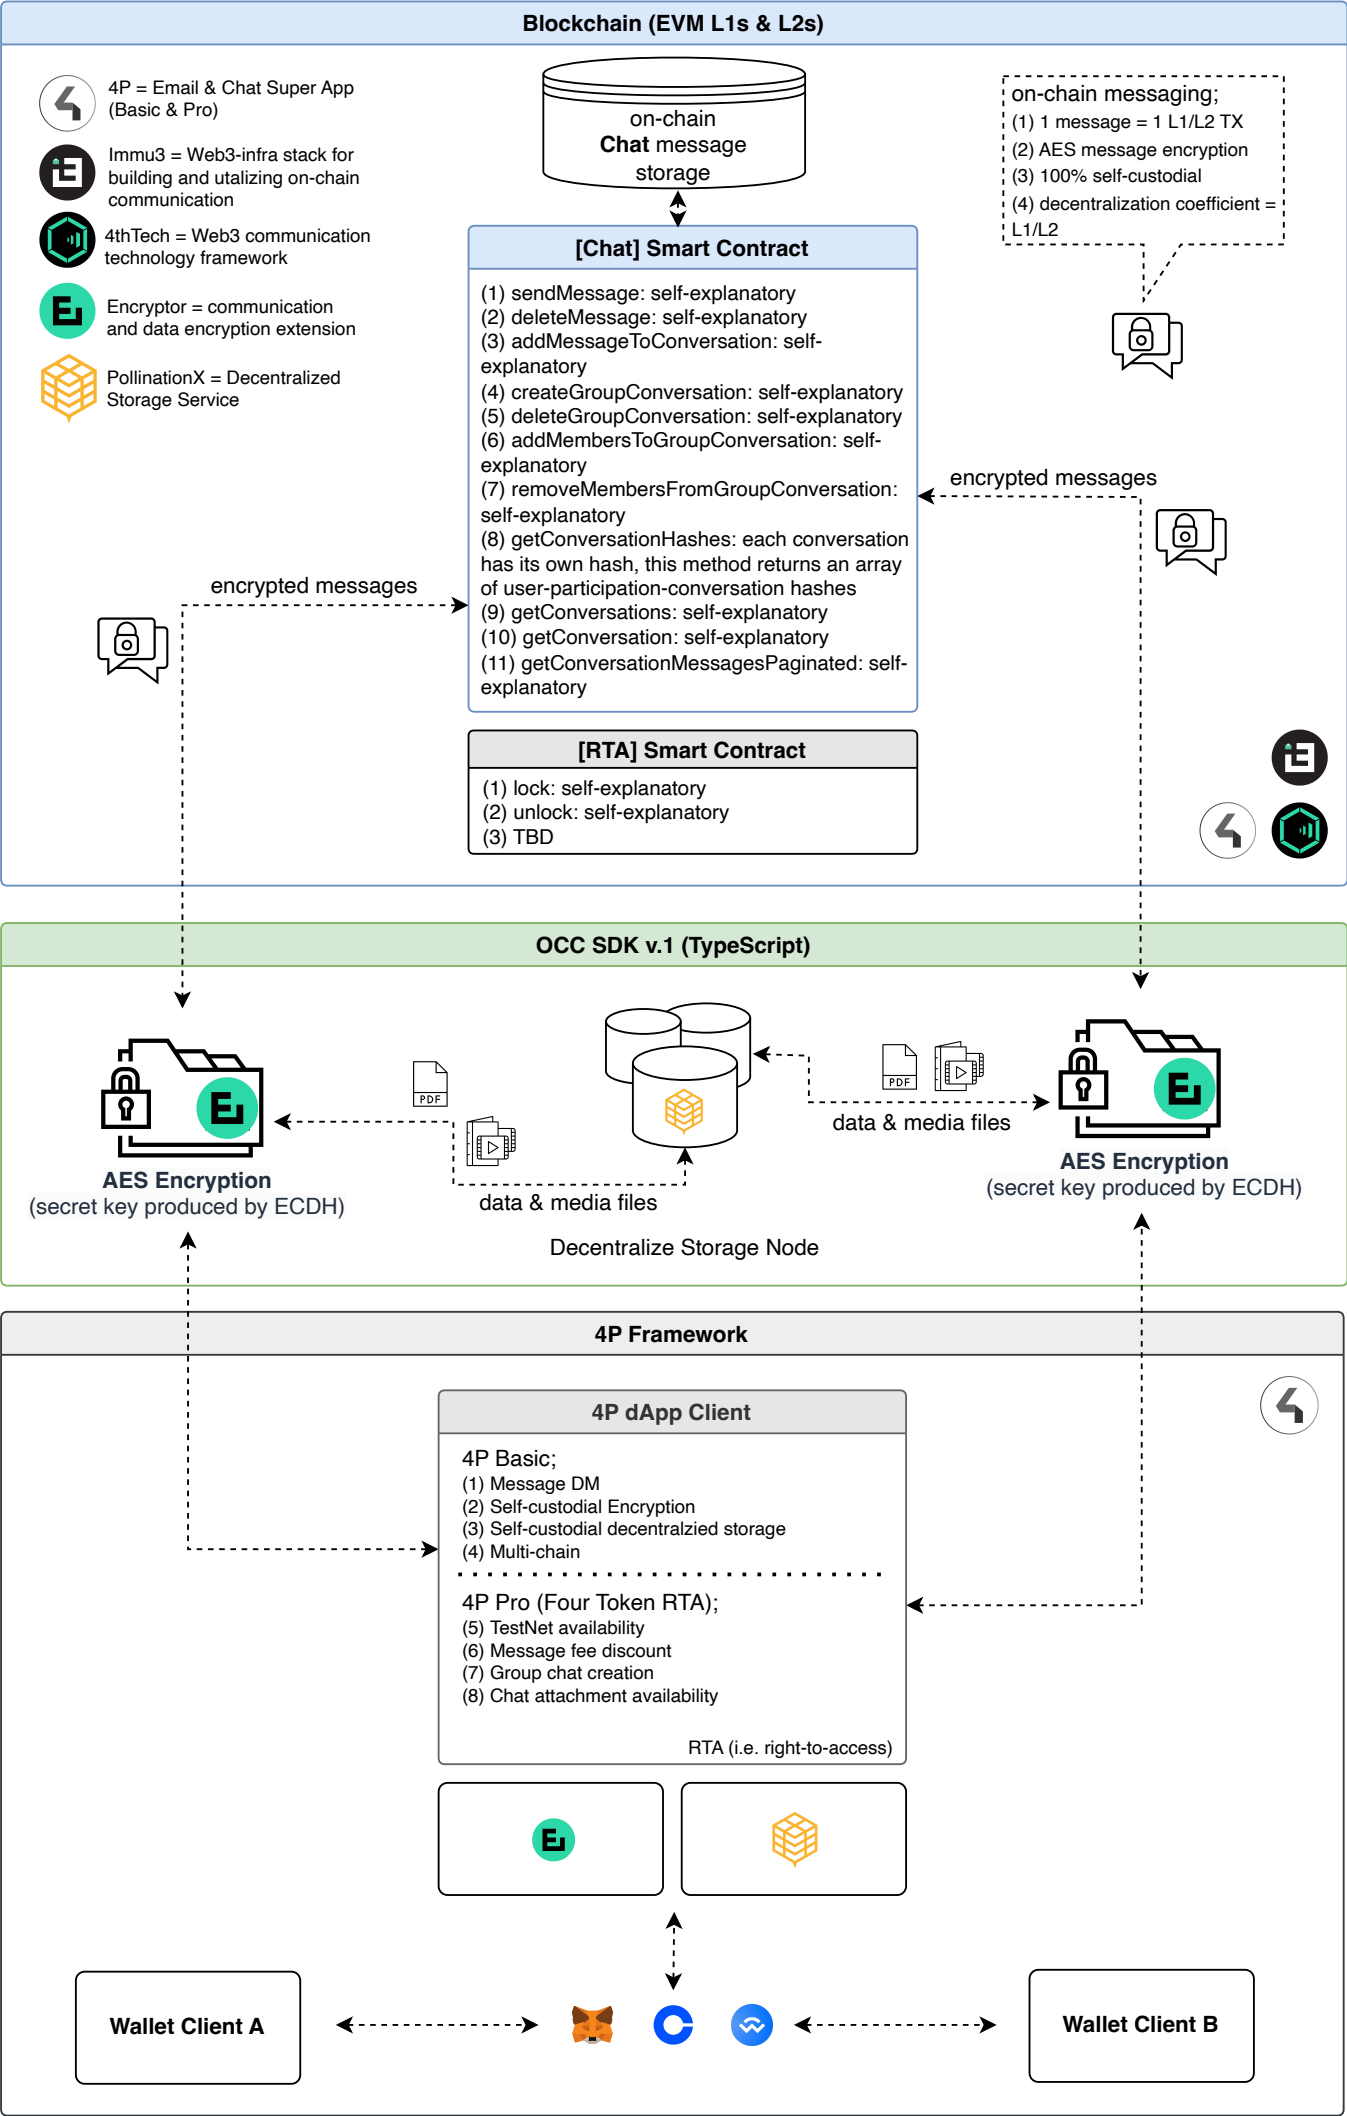 Blockchain (EVM L1s & L2s)
4P = Email & Chat Super App
(Basic & Pro)
Immu3 = Web3-infra stack for
building and utalizing on-chain
communication
4thTech = Web3 communication
technology framework
Encryptor = communication
and data encryption extension
PollinationX = Decentralized
Storage Service
on-chain
Chat message
storage
on-chain messaging;
(1) 1 message = 1 L1/L2 TX
(2) AES message encryption
(3) 100% self-custodial
(4) decentralization coefficient =
L1/L2
[Chat] Smart Contract
(1) sendMessage: self-explanatory
(2) deleteMessage: self-explanatory
(3) addMessageToConversation: self-
explanatory
(4) createGroupConversation: self-explanatory
(5) deleteGroupConversation: self-explanatory
(6) addMembersToGroupConversation: self-
explanatory
(7) removeMembersFromGroupConversation:
self-explanatory
(8) getConversationHashes: each conversation
has its own hash, this method returns an array
of user-participation-conversation hashes
(9) getConversations: self-explanatory
(10) getConversation: self-explanatory
(11) getConversationMessagesPaginated: self-
explanatory
encrypted messages
encrypted messages
[RTA] Smart Contract
(1) lock: self-explanatory
(2) unlock: self-explanatory
(3) TBD
OCC SDK v.1 (TypeScript)
PDF
PDF
data & media files
data & media files
AES Encryption
(secret key produced by ECDH)
AES Encryption
(secret key produced by ECDH)
Decentralize Storage Node
4P Framework
4P dApp Client
4P Basic;
(1) Message DM
(2) Self-custodial Encryption
(3) Self-custodial decentralzied storage
(4) Multi-chain
4P Pro (Four Token RTA);
(5) TestNet availability
(6) Message fee discount
(7) Group chat creation
(8) Chat attachment availability
RTA (i.e. right-to-access)
Wallet Client A
Wallet Client B